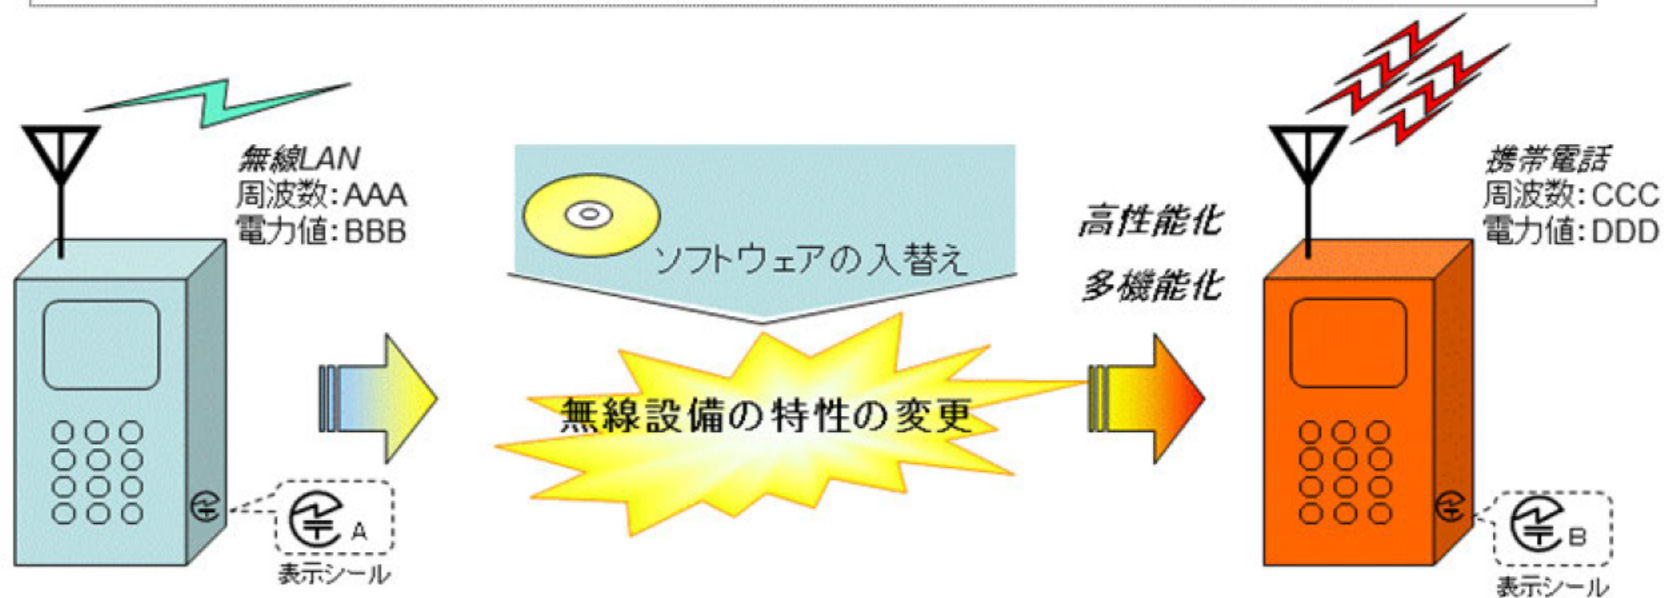 無線LAN
周波数:AAA
電力値:BBB
ソフトウェアの入替え
高性能化
多機能化
携帯電話
周波数:CCC
電力値:DDD
無線設備の特性の変更
A
表示シール
B
表示シール